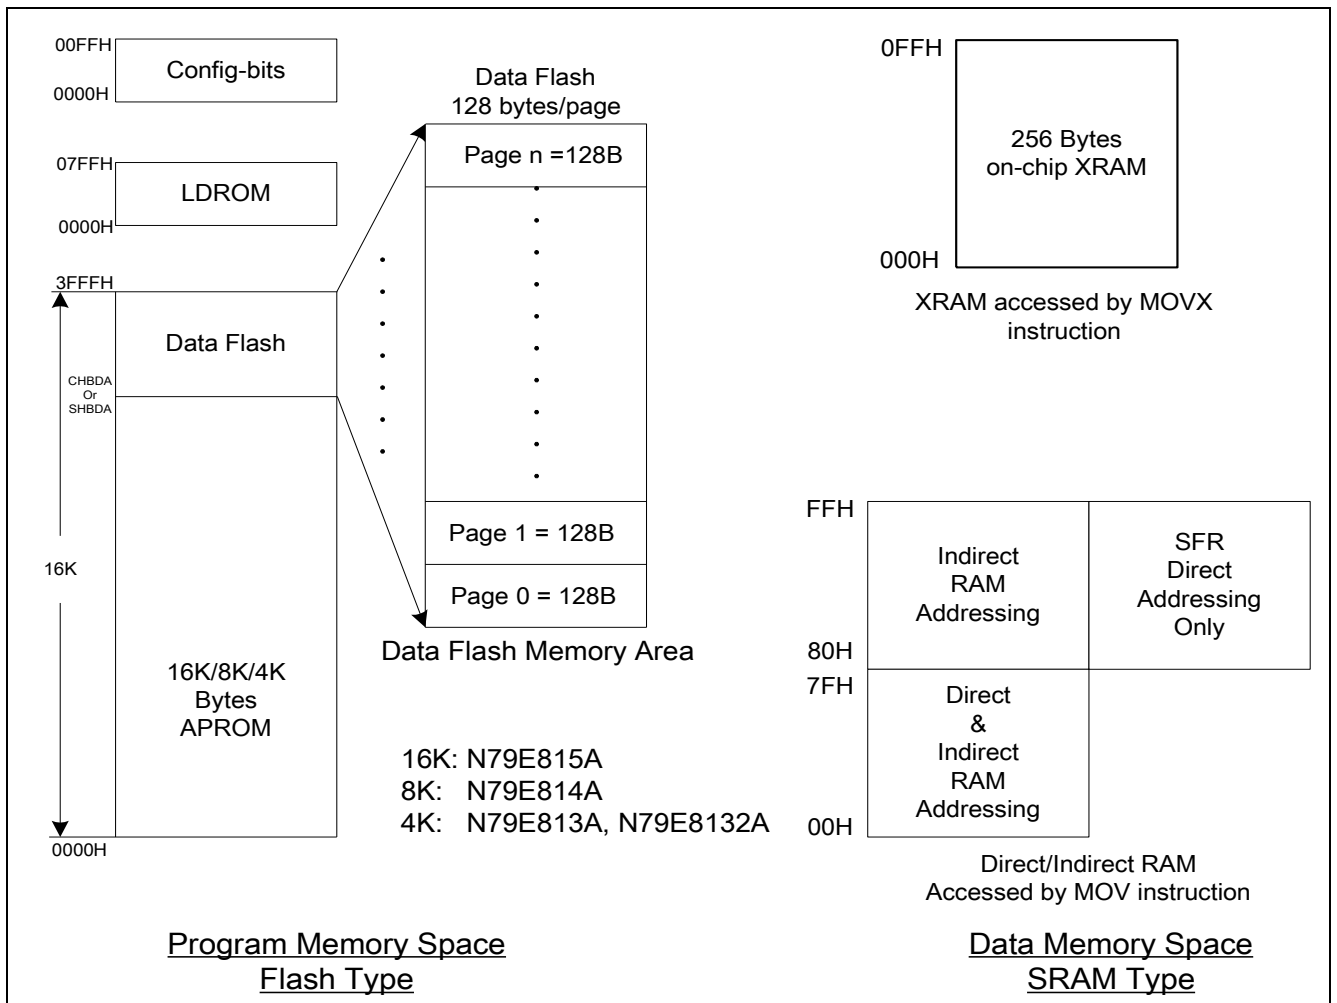 00FFH
Config-bits
0000H
07FFH
LDROM
0000H
3FFFH
Data Flash
CHBDA
Or
SHBDA
16K
16K/8K/4K
Bytes
APROM
0000H
Data Flash
128 bytes/page
Page n =128B
Page 1 = 128B
Page 0 = 128B
Data Flash Memory Area
16K: N79E815A
8K: N79E814A
4K: N79E813A, N79E8132A
Program Memory Space
Flash Type
0FFH
256 Bytes
on-chip XRAM
000H
XRAM accessed by MOVX
instruction
FFH
Indirect
RAM
Addressing
SFR
Direct
Addressing
Only
80H
7FH
Direct
&
Indirect
RAM
Addressing
00H
Direct/Indirect RAM
Accessed by MOV instruction
Data Memory Space
SRAM Type